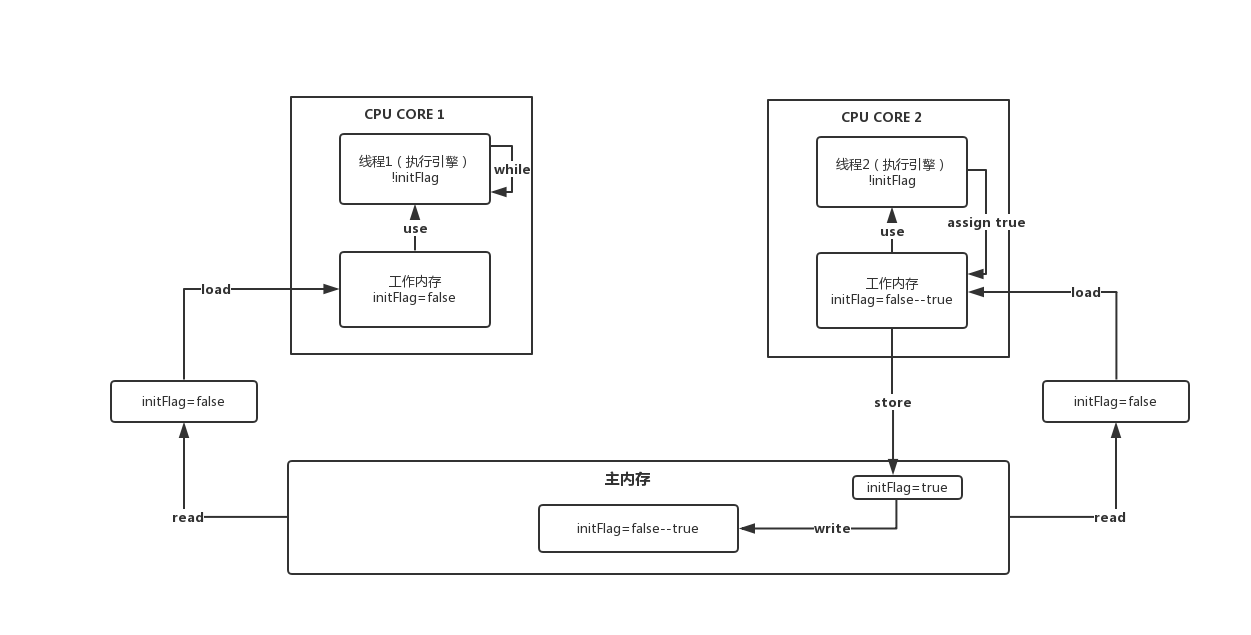 CPU CORE 1
线程1（执行引擎）
!initFlag
while
use
工作内存
initFlag=false
load
initFlag=false
read
CPU CORE 2
线程2（执行引擎）
!initFlag
assign true
use
工作内存
initFlag=false--true
load
initFlag=false
read
store
主内存
initFlag=true
write
initFlag=false--true